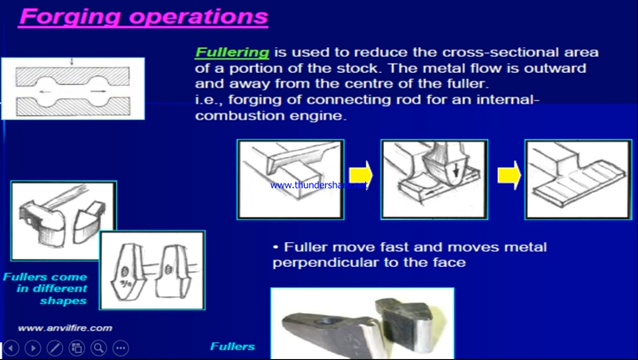 Forging operations
Fullering is used to reduce the cross-sectional area
of a portion of the stock. The metal flow is outward
and away from the centre of the fuller.
i.e., forging of connecting rod for an internal-
combustion engine.
• Fuller move fast and moves metal
perpendicular to the face
Fullers come
in different
shapes
www.anvilfire.com
Fullers